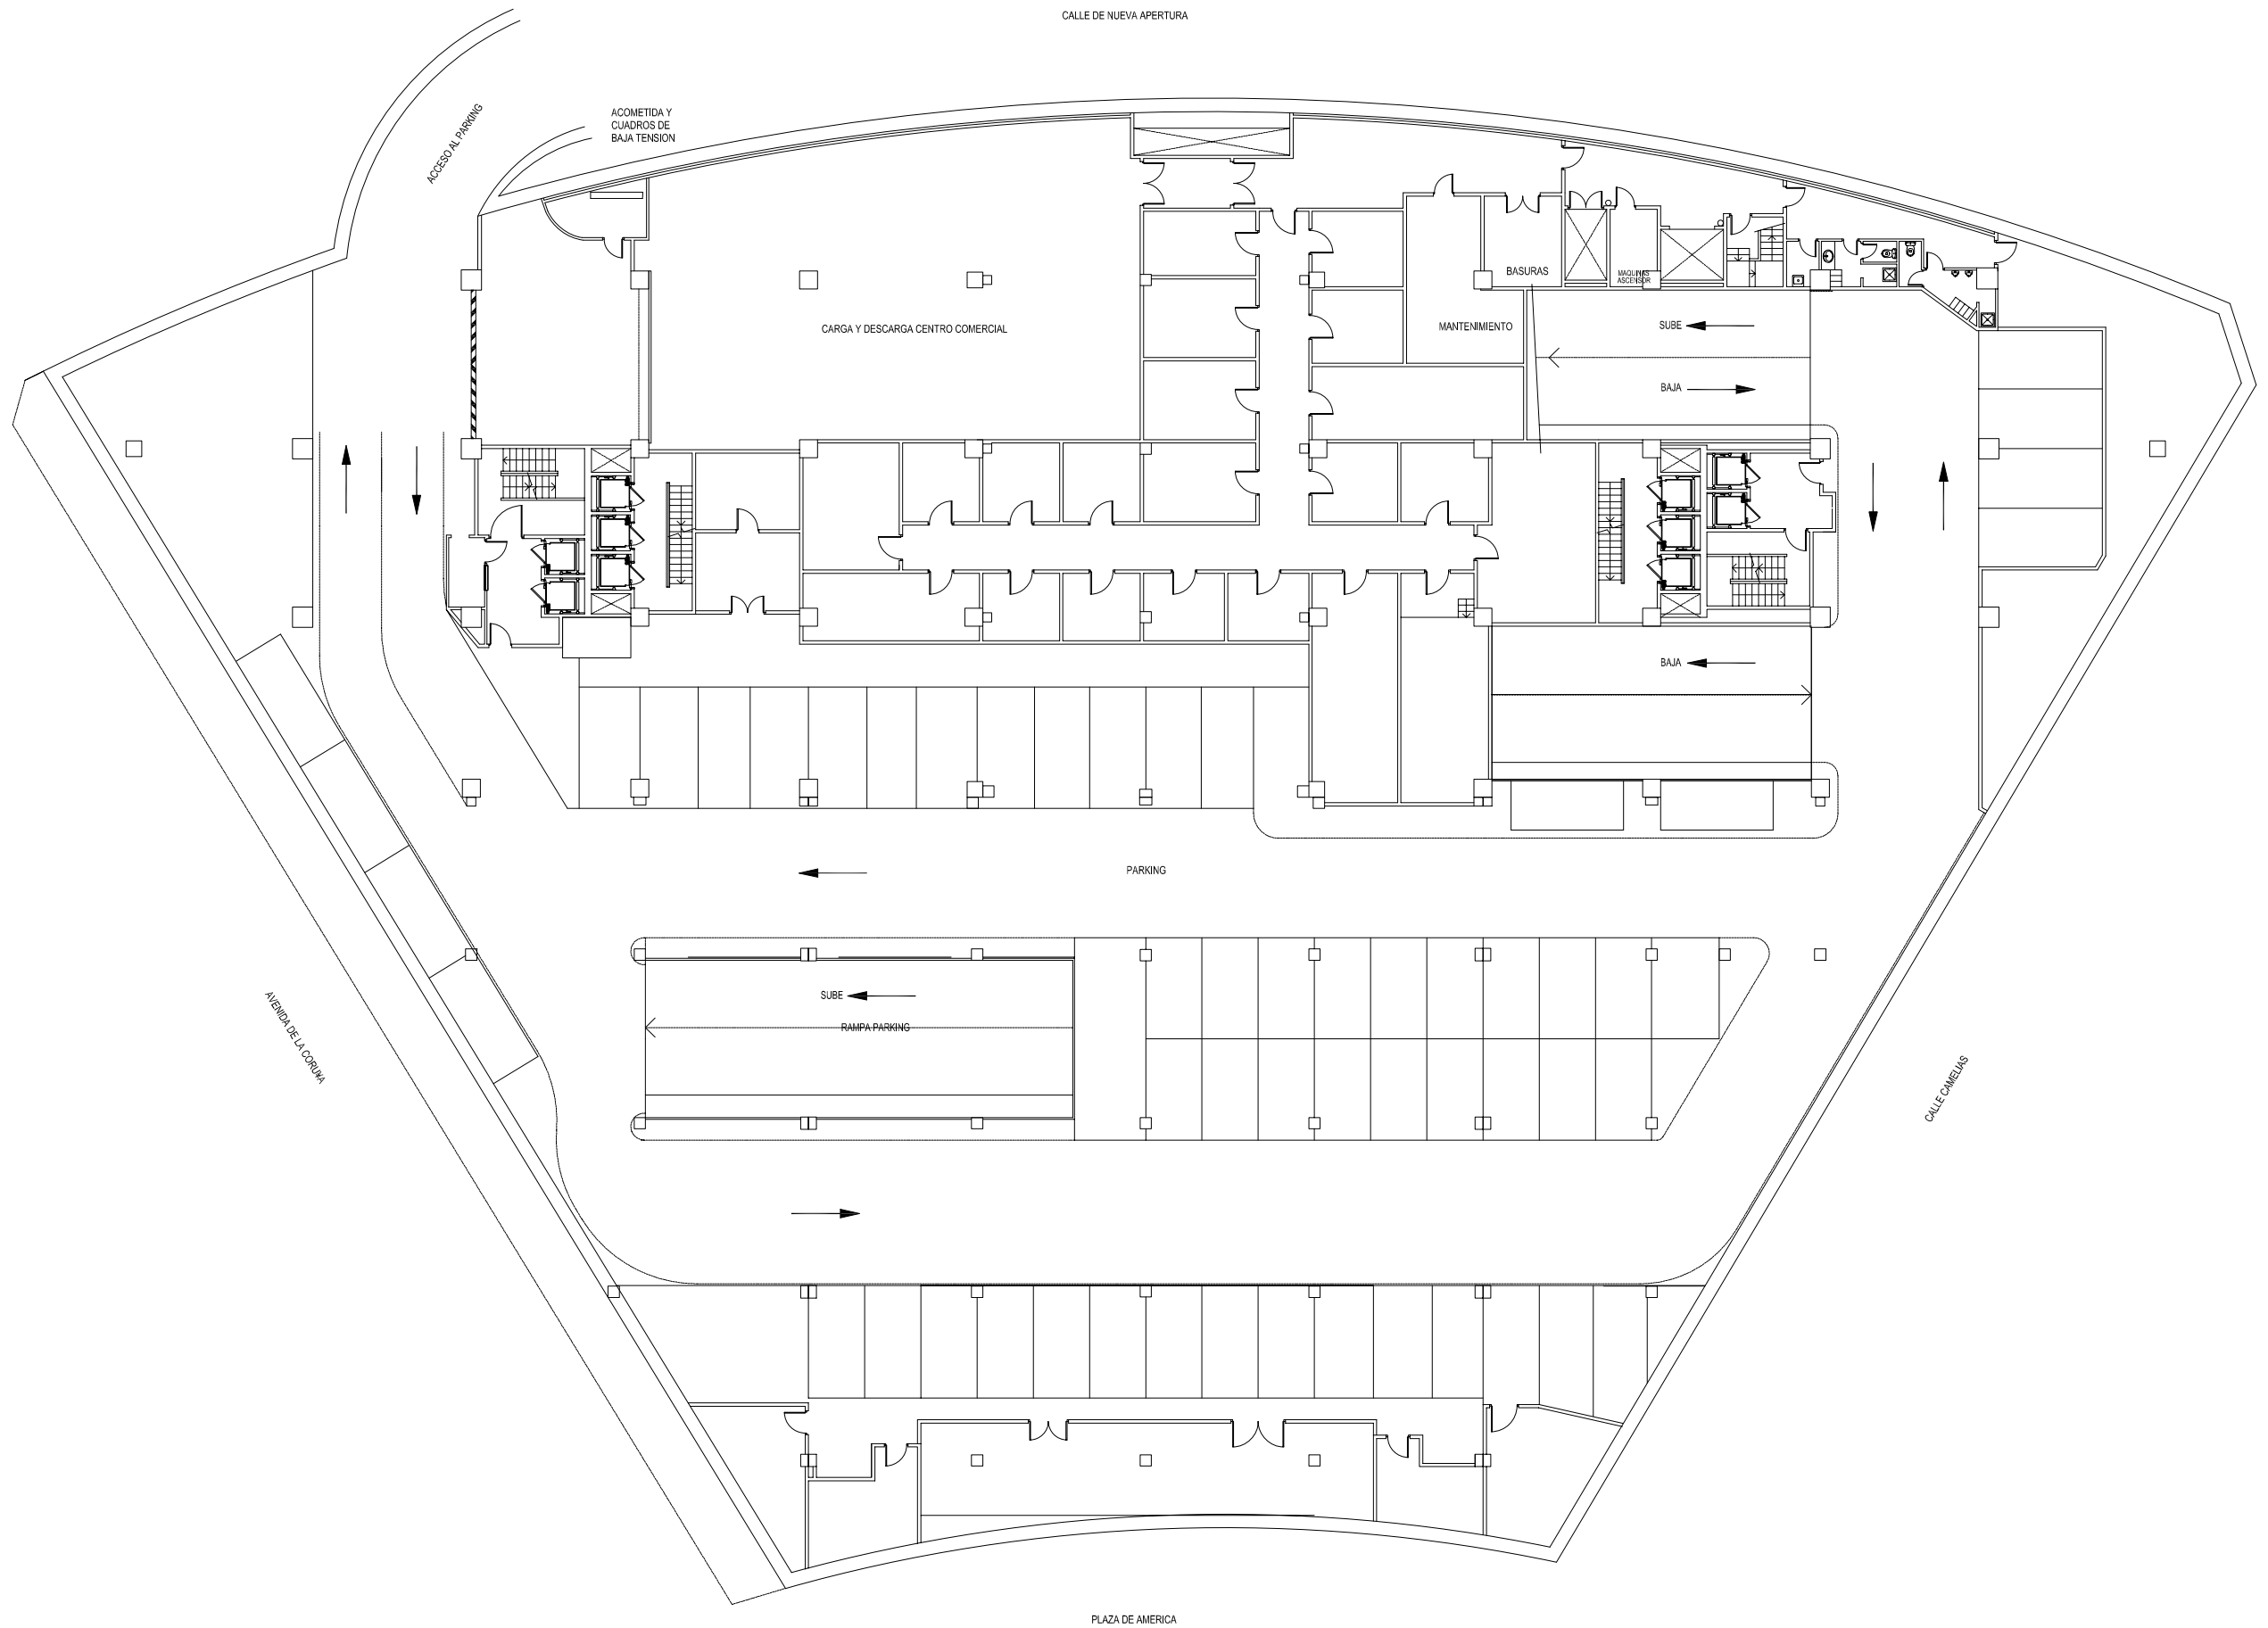 CALLE DE NUEVA APERTURA
ACOMETIDA Y
CUADROS DE
BAJA TENSION
ACCESO AL PARKING
BASURAS
MAQUINAS
ASCENSOR
CARGA Y DESCARGA CENTRO COMERCIAL
MANTENIMIENTO
SUBE
BAJA
BAJA
PARKING
SUBE
RAMPA PARKING
AVENIDA DE LA CORUVA
CALLE CAMELIAS
PLAZA DE AMERICA